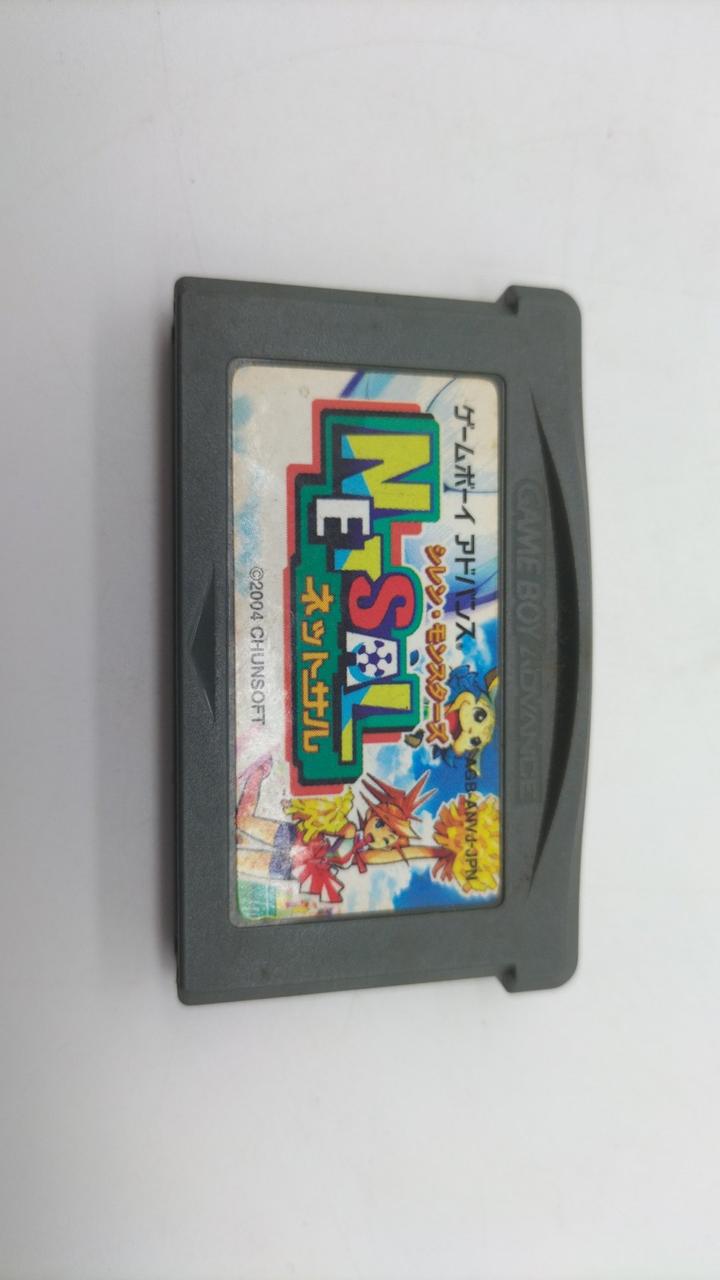 GAME BOY ADVANCE
ゲームボーイ アドバンス
AGB-ANVJ-JPN
シレン・モンスターズ
NETSAL
ネットサル
©2004 CHUNSOFT